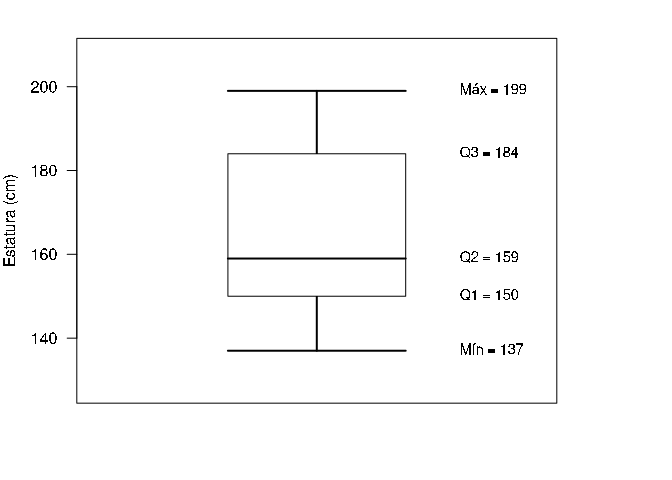 Estatura (cm)
200
180
160
140
Máx = 199
Q3 = 184
Q2 = 159
Q1 = 150
Mín = 137